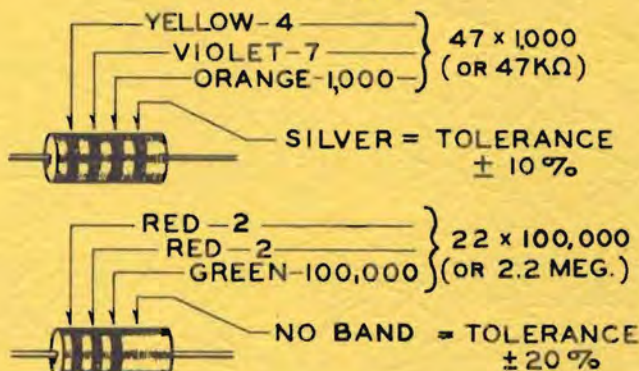 YELLOW-4
VIOLET-7
ORANGE-1,000
47 x 1,000
(OR 47KΩ)
SILVER = TOLERANCE
± 10%
RED-2
RED-2
GREEN-100,000
22 x 100,000
(OR 2.2 MEG.)
NO BAND = TOLERANCE
±20%